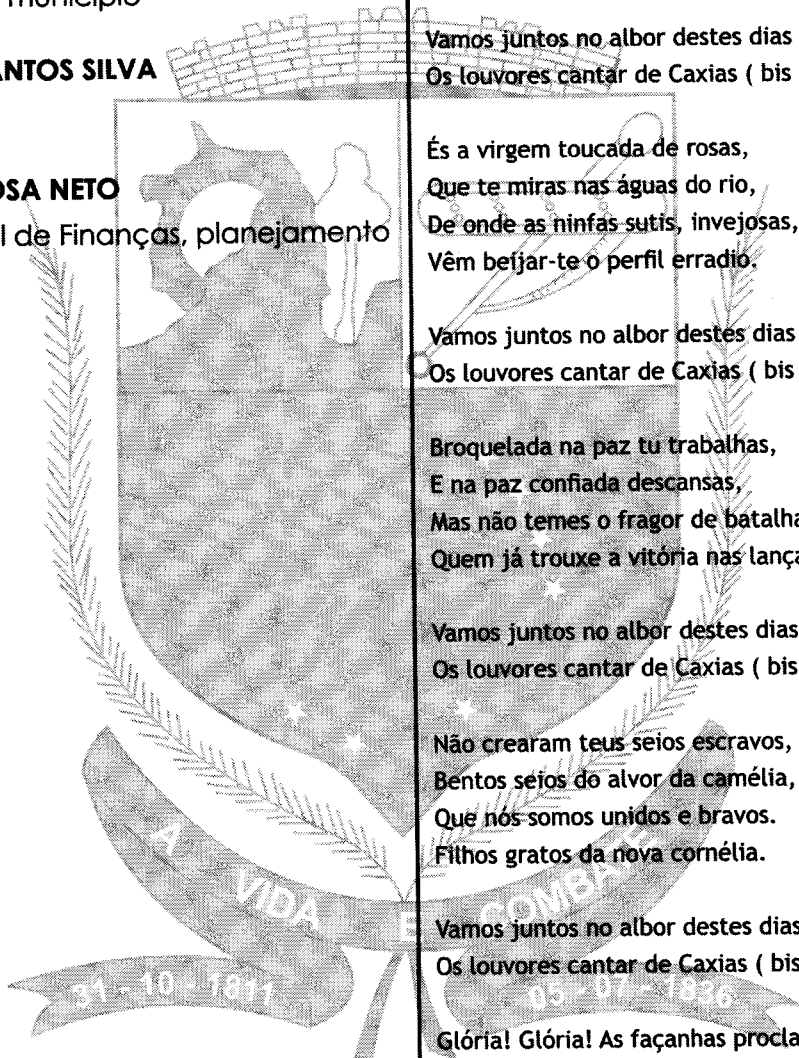 município
ANTOS SILVA
OSA NETO
l de Finanças, planejamento
Vamos juntos no albor destes dias
Os louvores cantar de Caxias ( bis
És a virgem toucada de rosas,
Que te miras nas águas do rio,
De onde as ninfas sutis, invejosas,
Vêm beijar-te o perfil erradio.
Vamos juntos no albor destes dias
Os louvores cantar de Caxias ( bis
Broquelada na paz tu trabalhas,
E na paz confiada descansas,
Mas não temes o fragor de batalha
Quem já trouxe a vitória nas lança
Vamos juntos no albor destes dias
Os louvores cantar de Caxias ( bis
Não crearam teus seios escravos,
Bentos seios do alvor da camélia,
Que nós somos unidos e bravos.
Filhos gratos da nova cornélia.
Vamos juntos no albor destes dias
Os louvores cantar de Caxias ( bis
Glória! Glória! As façanhas procla
A VIDA É COMBATE
31 - 10 - 1811
05 - 07 - 1836